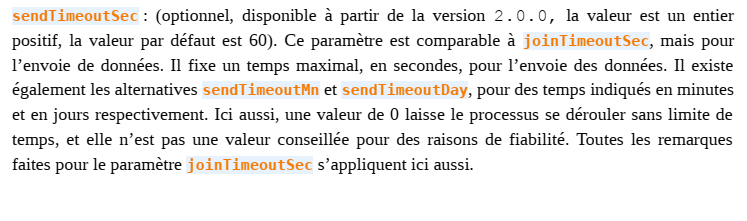 sendTimeoutSec : (optionnel, disponible à partir de la version 2.0.0, la valeur est un entier
positif, la valeur par défaut est 60). Ce paramètre est comparable à joinTimeoutSec, mais pour
l’envoie de données. Il fixe un temps maximal, en secondes, pour l’envoie des données. Il existe
également les alternatives sendTimeoutMn et sendTimeoutDay, pour des temps indiqués en minutes
et en jours respectivement. Ici aussi, une valeur de 0 laisse le processus se dérouler sans limite de
temps, et elle n’est pas une valeur conseillée pour des raisons de fiabilité. Toutes les remarques
faites pour le paramètre joinTimeoutSec s’appliquent ici aussi.